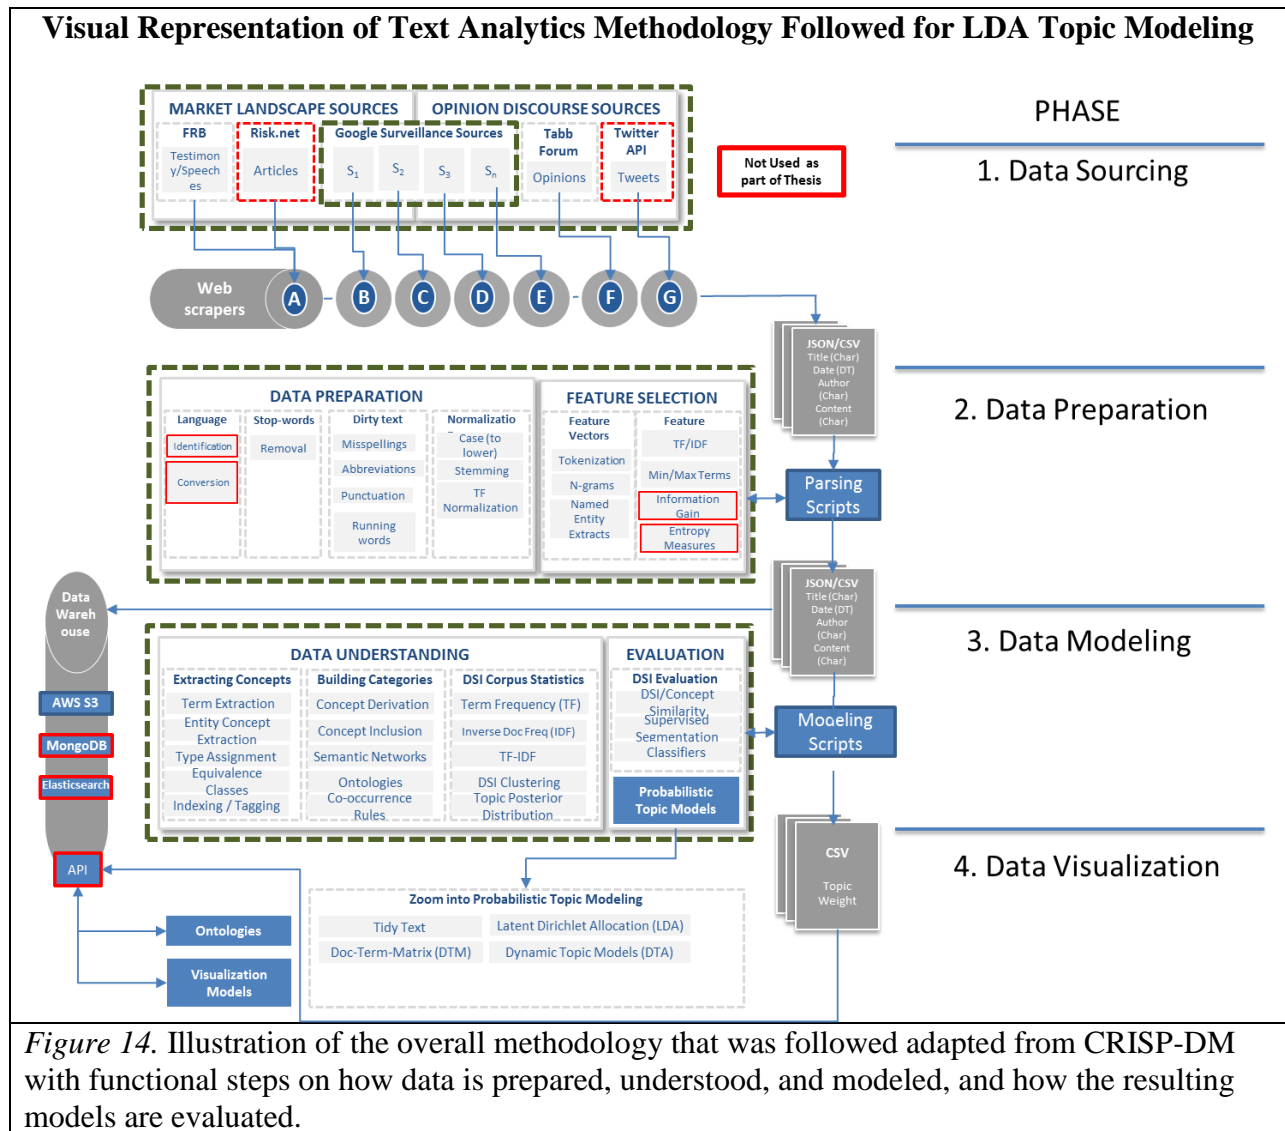 Visual Representation of Text Analytics Methodology Followed for LDA Topic Modeling
MARKET LANDSCAPE SOURCES
OPINION DISCOURSE SOURCES
FRB
Testimon
y/Speec
hes
Risk.net
Articles
Google Surveillance Sources
S1
S2
S3
Sn
Tabb
Forum
Opinions
Twitter
API
Tweets
Not Used as
part of Thesis
PHASE
1. Data Sourcing
Web
scrapers
A
B
C
D
E
F
G
JSON/CSV
Title (Char)
Date (DT)
Author
(Char)
Content
(Char)
2. Data Preparation
DATA PREPARATION
Language
Identification
Conversion
Stop-words
Removal
Dirty text
Misspellings
Abbreviations
Punctuation
Running
words
Normalizatio
Case (to
lower)
Stemming
TF
Normalization
FEATURE SELECTION
Feature
Vectors
Tokenization
N-grams
Named
Entity
Extracts
Feature
TF/IDF
Min/Max Terms
Information
Gain
Entropy
Measures
Parsing
Scripts
JSON/CSV
Title (Char)
Date (DT)
Author
(Char)
Content
(Char)
3. Data Modeling
Data
Wareh
ouse
AWS S3
MongoDB
Elasticsearch
API
DATA UNDERSTANDING
Extracting Concepts
Term Extraction
Entity Concept
Extraction
Type Assignment
Equivalence
Classes
Indexing / Tagging
Building Categories
Concept Derivation
Concept Inclusion
Semantic Networks
Ontologies
Co-occurrence
Rules
DSI Corpus Statistics
Term Frequency (TF)
Inverse Doc Freq (IDF)
TF-IDF
DSI Clustering
Topic Posterior
Distribution
EVALUATION
DSI Evaluation
DSI/Concept
Similarity
Supervised
Segmentation
Classifiers
Probabilistic
Topic Models
Modeling
Scripts
CSV
Topic
Weight
4. Data Visualization
Zoom into Probabilistic Topic Modeling
Tidy Text
Latent Dirichlet Allocation (LDA)
Doc-Term-Matrix (DTM)
Dynamic Topic Models (DTA)
Ontologies
Visualization
Models
Figure 14. Illustration of the overall methodology that was followed adapted from CRISP-DM
with functional steps on how data is prepared, understood, and modeled, and how the resulting
models are evaluated.